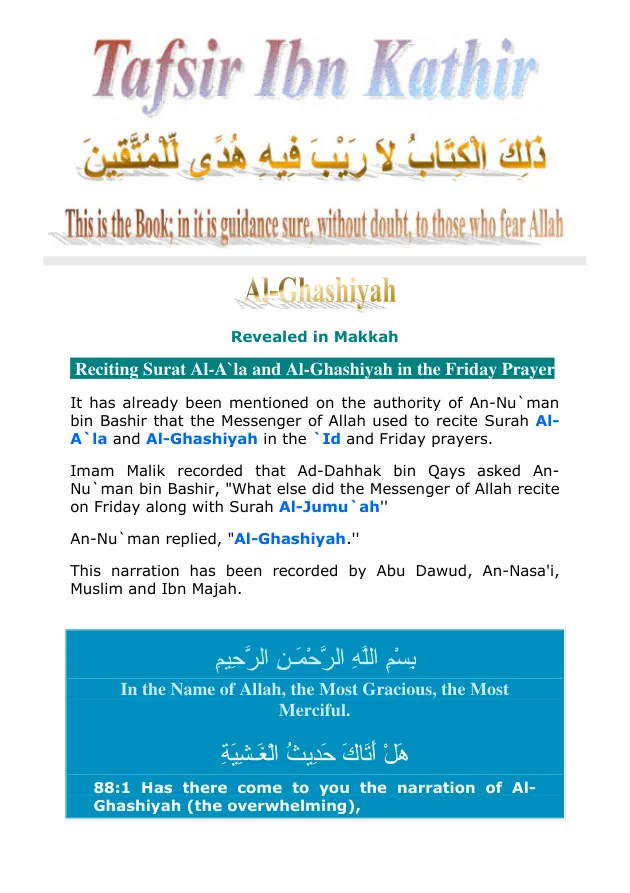 Tafsir Ibn Kathir
ذَلِكَ الْكِتَابُ لاَ رَيْبَ فِيهِ هُدًى لِّلْمُتَّقِينَ
This is the Book; in it is guidance sure, without doubt, to those who fear Allah
Al-Ghashiyah
Revealed in Makkah
Reciting Surat Al-A`la and Al-Ghashiyah in the Friday Prayer
It has already been mentioned on the authority of An-Nu`man
bin Bashir that the Messenger of Allah used to recite Surah Al-
A`la and Al-Ghashiyah in the `Id and Friday prayers.
Imam Malik recorded that Ad-Dahhak bin Qays asked An-
Nu`man bin Bashir, "What else did the Messenger of Allah recite
on Friday along with Surah Al-Jumu`ah''
An-Nu`man replied, "Al-Ghashiyah.''
This narration has been recorded by Abu Dawud, An-Nasa'i,
Muslim and Ibn Majah.
بِسْمِ اللَّهِ الرَّحْمَـنِ الرَّحِيمِ
In the Name of Allah, the Most Gracious, the Most
Merciful.
هَلْ أَتَاكَ حَدِيثُ الْغَـشِيَةِ
88:1 Has there come to you the narration of Al-
Ghashiyah (the overwhelming),